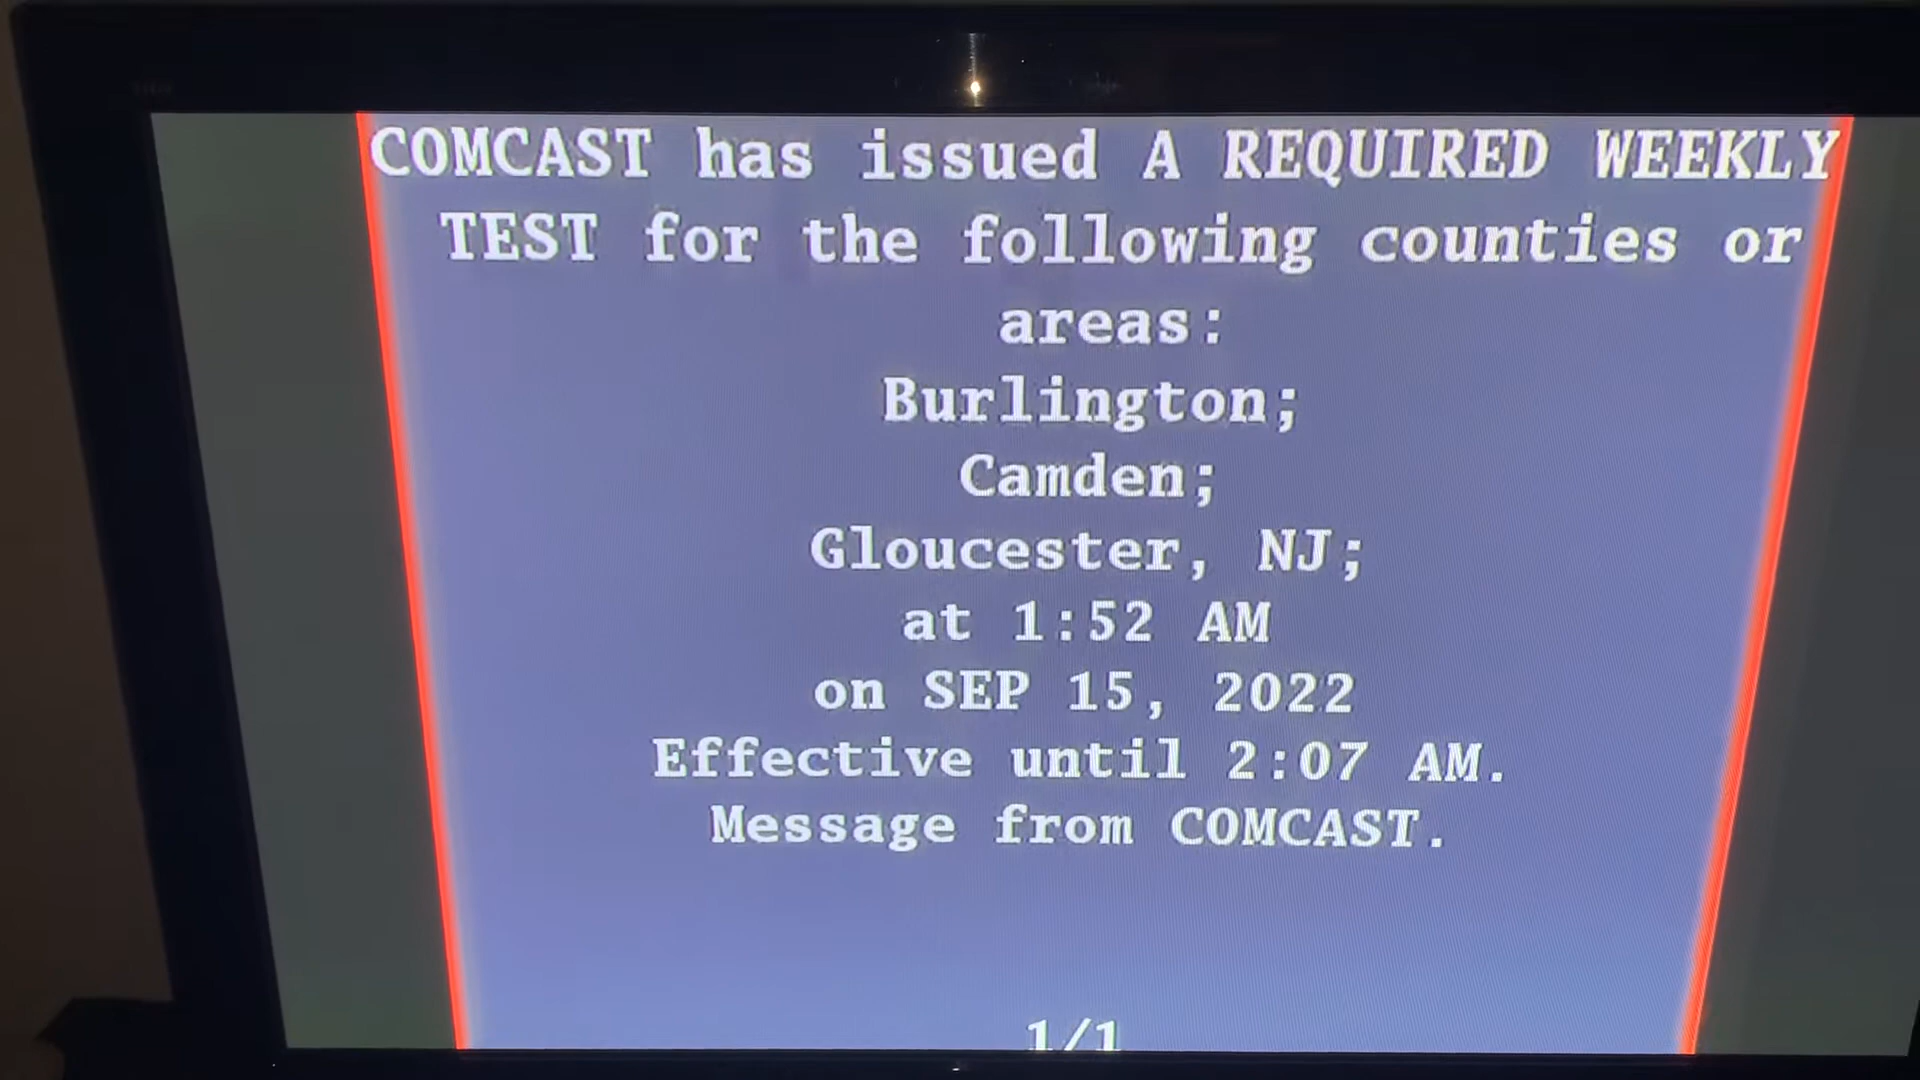 COMCAST has issued A REQUIRED WEEKLY
TEST for the following counties or
areas:
Burlington;
Camden;
Gloucester, NJ;
at 1:52 AM
on SEP 15, 2022
Effective until 2:07 AM.
Message from COMCAST.
1/1